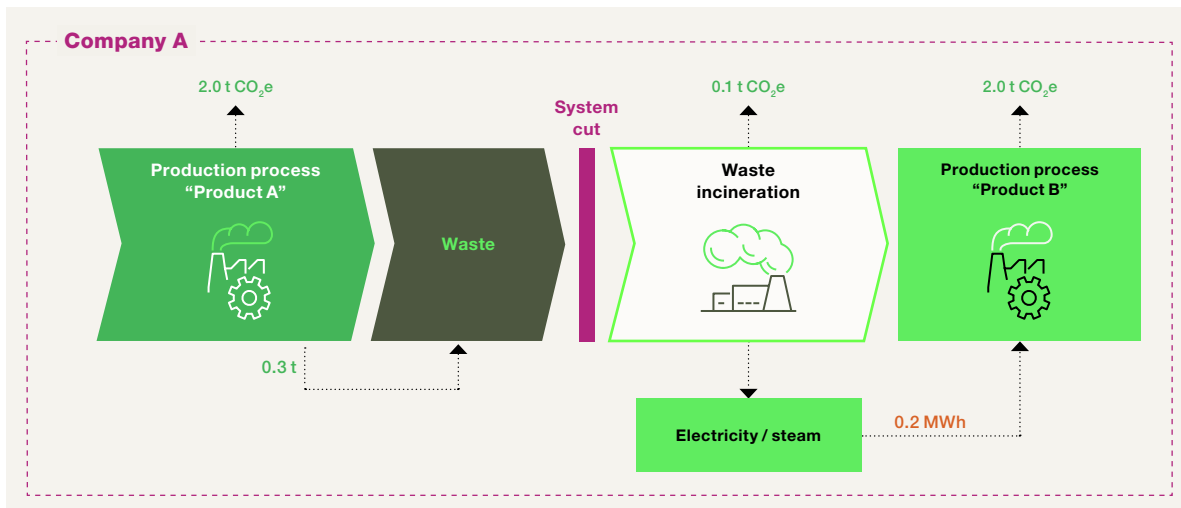 Company A
2.0 t CO₂e
0.1 t CO₂e
2.0 t CO₂e
System
cut
Production process
“Product A”
Waste
Waste
incineration
Production process
“Product B”
0.3 t
Electricity / steam
0.2 MWh